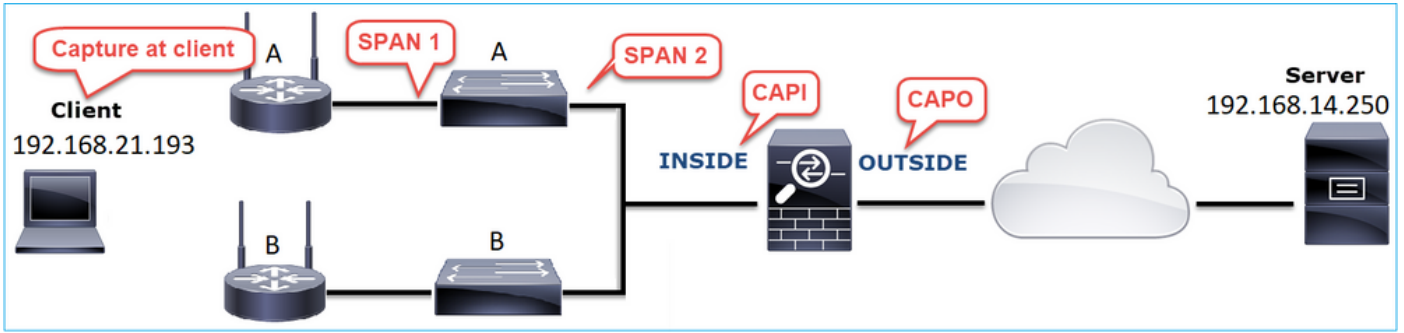 Capture at client
A
SPAN 1
A
SPAN 2
Client
192.168.21.193
CAPI
CAPO
Server
192.168.14.250
INSIDE
OUTSIDE
B
B